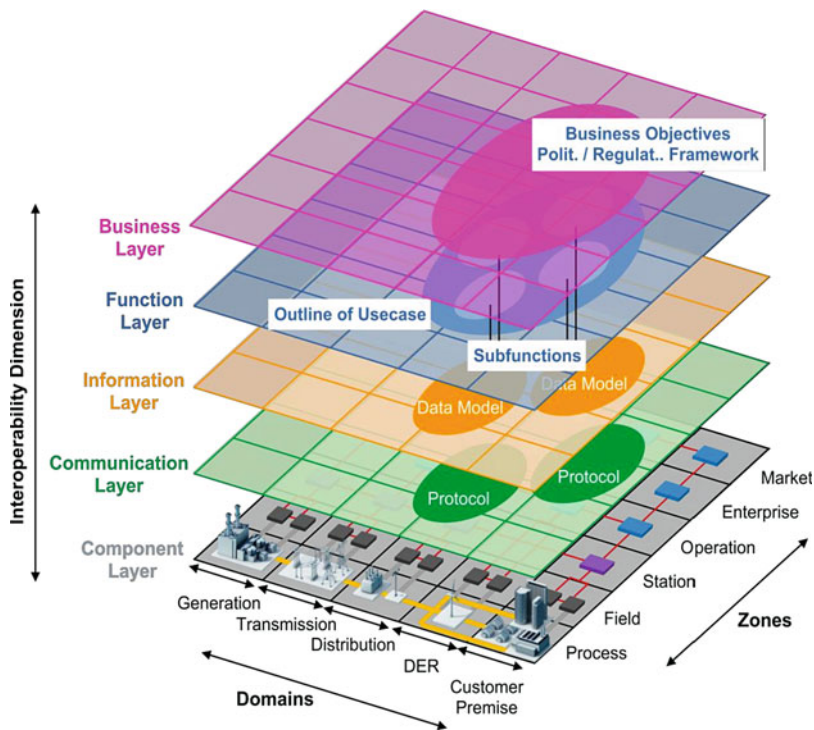 Business Objectives
Polit. / Regulat.. Framework
Business
Layer
Function
Layer
Outline of Usecase
Subfunctions
Information
Layer
Data Model
Data Model
Communication
Layer
Protocol
Protocol
Component
Layer
Interoperability Dimension
Generation
Transmission
Distribution
DER
Customer
Premise
Domains
Market
Enterprise
Operation
Station
Field
Process
Zones